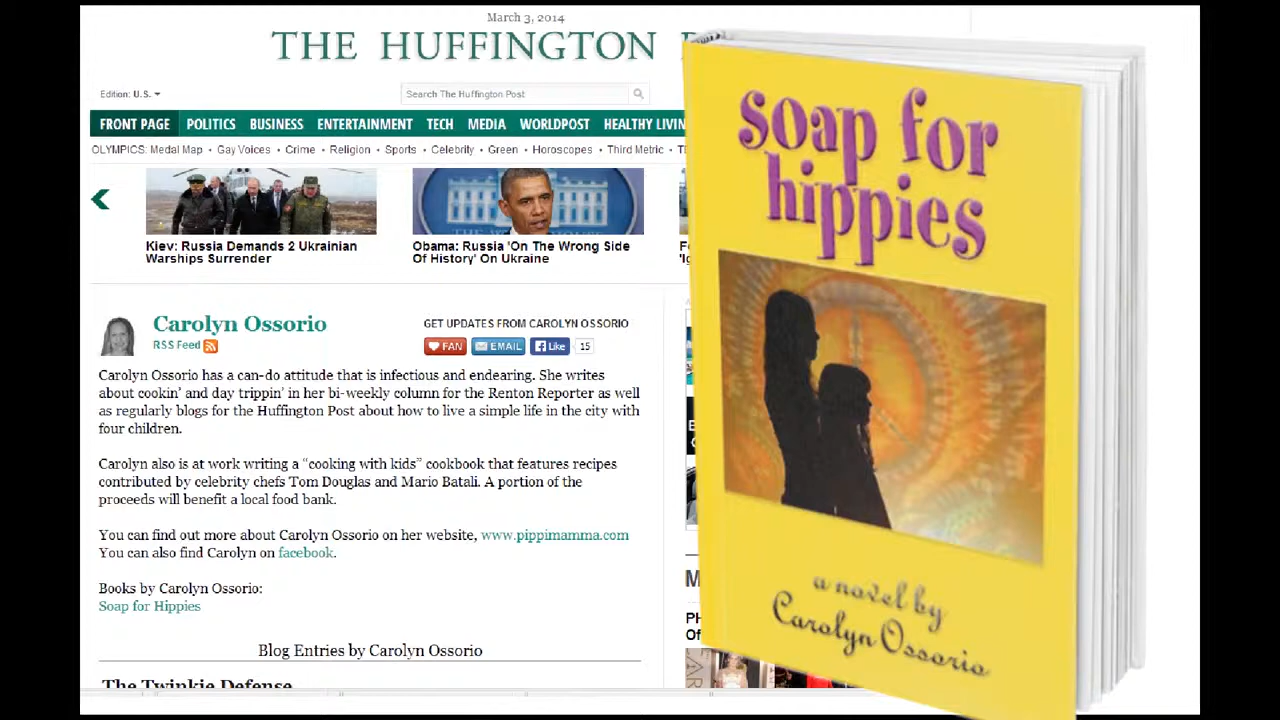 March 3, 2014
THE HUFFINGTON
Edition: U.S.
Search The Huffington Post
FRONT PAGE POLITICS BUSINESS ENTERTAINMENT TECH MEDIA WORLDPOST HEALTHY LIVIN
OLYMPICS: Medal Map • Gay Voices • Crime • Religion • Sports • Celebrity • Green • Horoscopes • Third Metric •
Kiev: Russia Demands 2 Ukrainian
Warships Surrender
Obama: Russia 'On The Wrong Side
Of History' On Ukraine
Carolyn Ossorio
RSS Feed
GET UPDATES FROM CAROLYN OSSORIO
FAN EMAIL Like 15
Carolyn Ossorio has a can-do attitude that is infectious and endearing. She writes
about cookin' and day trippin' in her bi-weekly column for the Renton Reporter as well
as regularly blogs for the Huffington Post about how to live a simple life in the city with
four children.
Carolyn also is at work writing a “cooking with kids” cookbook that features recipes
contributed by celebrity chefs Tom Douglas and Mario Batali. A portion of the
proceeds will benefit a local food bank.
You can find out more about Carolyn Ossorio on her website, www.pippimamma.com
You can also find Carolyn on facebook.
Books by Carolyn Ossorio:
Soap for Hippies
Blog Entries by Carolyn Ossorio
The Twinkie Defense
soap for
hippies
a novel by
Carolyn Ossorio